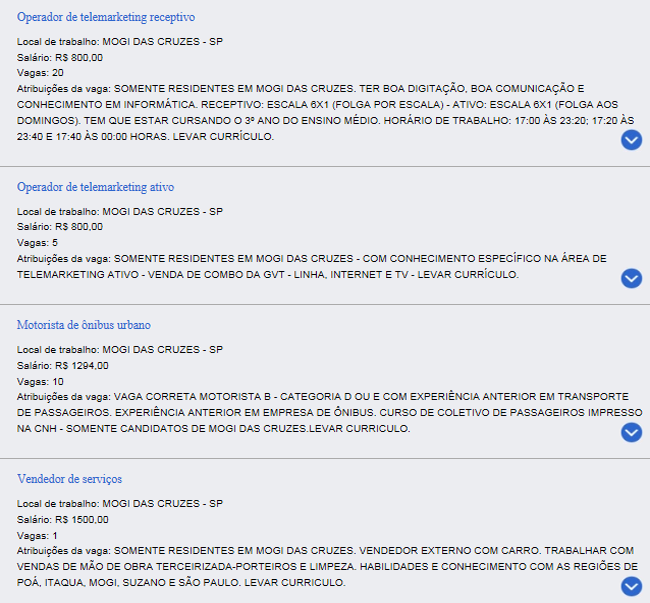 Operador de telemarketing receptivo
Local de trabalho: MOGI DAS CRUZES - SP
Salário: R$ 800,00
Vagas: 20
Atribuições da vaga: SOMENTE RESIDENTES EM MOGI DAS CRUZES. TER BOA DIGITAÇÃO, BOA COMUNICAÇÃO E
CONHECIMENTO EM INFORMÁTICA. RECEPTIVO: ESCALA 6X1 (FOLGA POR ESCALA) - ATIVO: ESCALA 6X1 (FOLGA AOS
DOMINGOS). TEM QUE ESTAR CURSANDO O 3º ANO DO ENSINO MÉDIO. HORÁRIO DE TRABALHO: 17:00 ÀS 23:20; 17:20 ÀS
23:40 E 17:40 ÀS 00:00 HORAS. LEVAR CURRÍCULO.
Operador de telemarketing ativo
Local de trabalho: MOGI DAS CRUZES - SP
Salário: R$ 800,00
Vagas: 5
Atribuições da vaga: SOMENTE RESIDENTES EM MOGI DAS CRUZES - COM CONHECIMENTO ESPECÍFICO NA ÁREA DE
TELEMARKETING ATIVO - VENDA DE COMBO DA GVT - LINHA, INTERNET E TV - LEVAR CURRÍCULO.
Motorista de ônibus urbano
Local de trabalho: MOGI DAS CRUZES - SP
Salário: R$ 1294,00
Vagas: 10
Atribuições da vaga: VAGA CORRETA MOTORISTA B - CATEGORIA D OU E COM EXPERIÊNCIA ANTERIOR EM TRANSPORTE
DE PASSAGEIROS. EXPERIÊNCIA ANTERIOR EM EMPRESA DE ÔNIBUS. CURSO DE COLETIVO DE PASSAGEIROS IMPRESSO
NA CNH - SOMENTE CANDIDATOS DE MOGI DAS CRUZES.LEVAR CURRICULO.
Vendedor de serviços
Local de trabalho: MOGI DAS CRUZES - SP
Salário: R$ 1500,00
Vagas: 1
Atribuições da vaga: SOMENTE RESIDENTES EM MOGI DAS CRUZES. VENDEDOR EXTERNO COM CARRO. TRABALHAR COM
VENDAS DE MÃO DE OBRA TERCEIRIZADA-PORTEIROS E LIMPEZA. HABILIDADES E CONHECIMENTO COM AS REGIÕES DE
POÁ, ITAQUA, MOGI, SUZANO E SÃO PAULO. LEVAR CURRICULO.